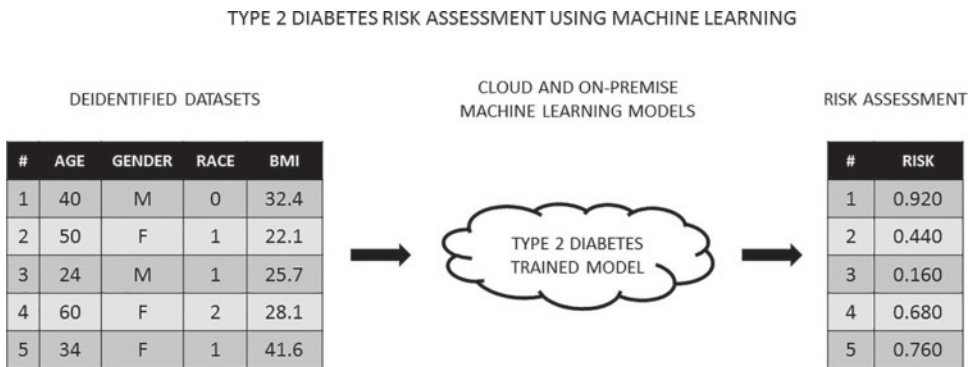 TYPE 2 DIABETES RISK ASSESSMENT USING MACHINE LEARNING
DEIDENTIFIED DATASETS
# AGE GENDER RACE BMI
1 40 M 0 32.4
2 50 F 1 22.1
3 24 M 1 25.7
4 60 F 2 28.1
5 34 F 1 41.6
CLOUD AND ON-PREMISE
MACHINE LEARNING MODELS
TYPE 2 DIABETES
TRAINED MODEL
RISK ASSESSMENT
# RISK
1 0.920
2 0.440
3 0.160
4 0.680
5 0.760